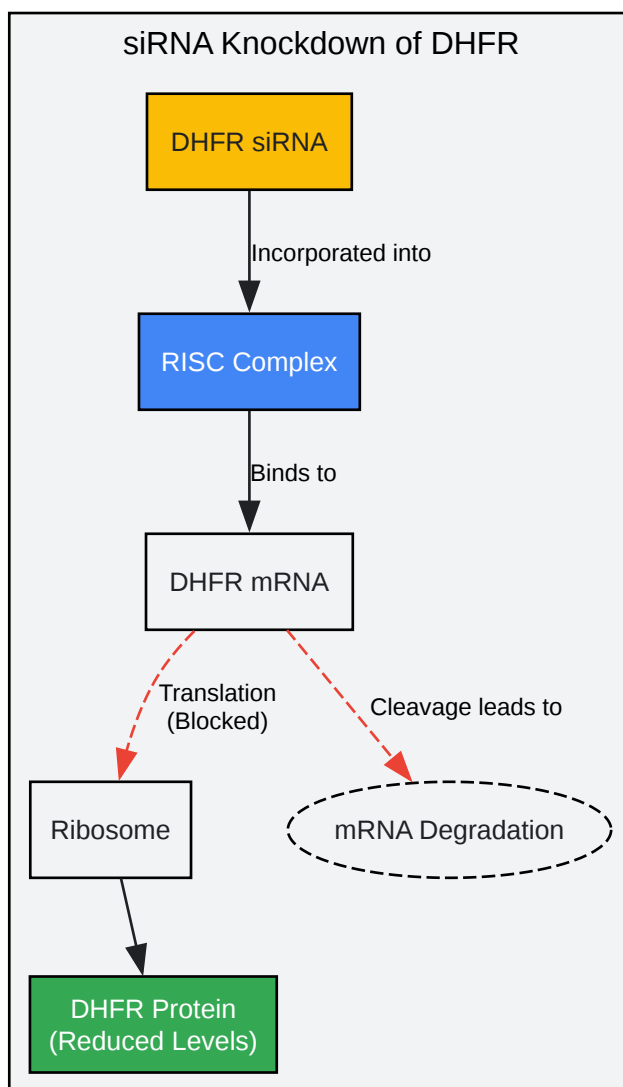 siRNA Knockdown of DHFR
DHFR siRNA
Incorporated into
RISC Complex
Binds to
DHFR mRNA
Translation
(Blocked)
Cleavage leads to
Ribosome
mRNA Degradation
DHFR Protein
(Reduced Levels)